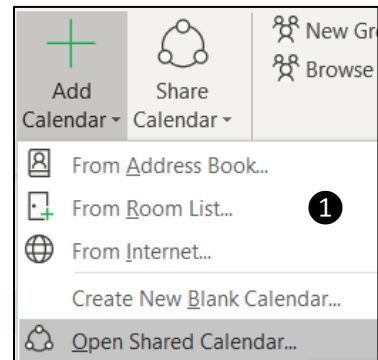 Add
Calendar
Share
Calendar
New Gr
Browse
From Address Book...
From Room List...
1
From Internet...
Create New Blank Calendar...
Open Shared Calendar...